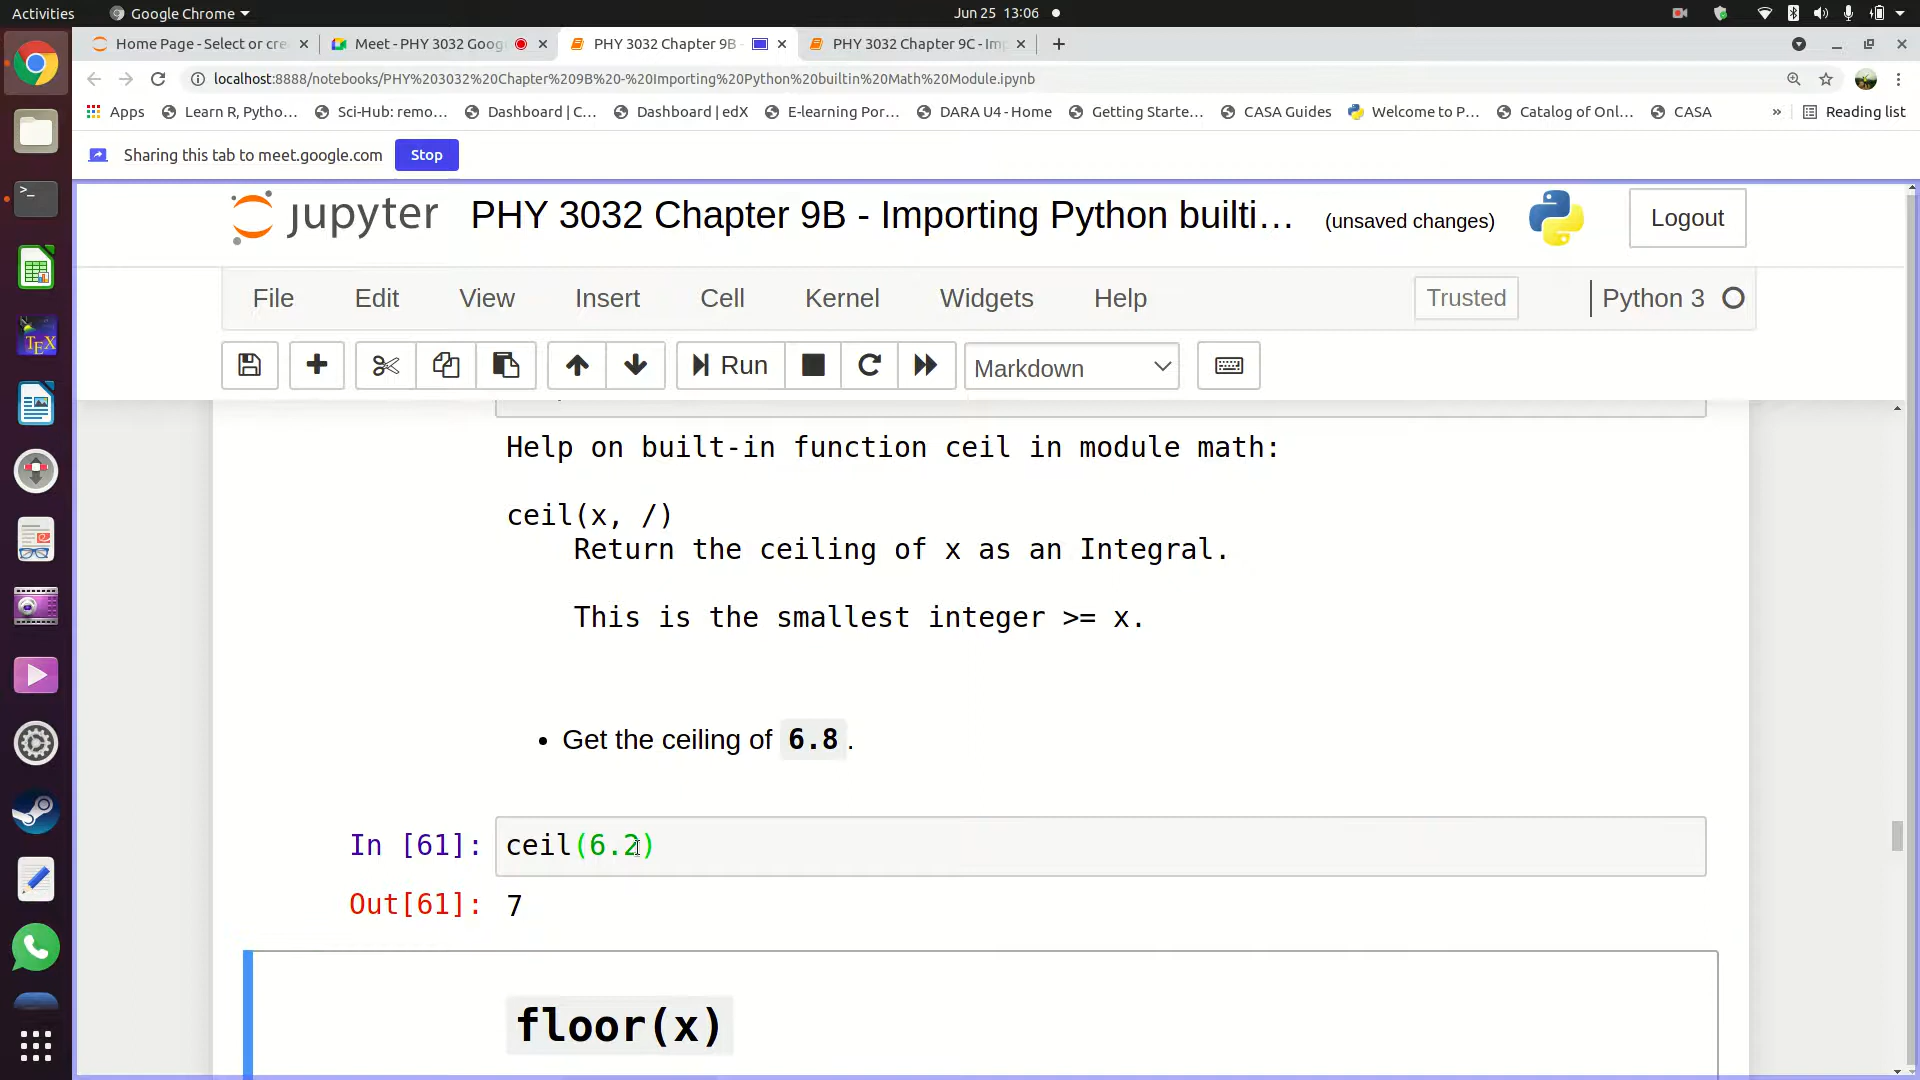 Activities
Google Chrome
Jun 25 13:06
Home Page - Select or cre
Meet - PHY 3032 Goog
PHY 3032 Chapter 9B -
PHY 3032 Chapter 9C - Im
localhost:8888/notebooks/PHY%203032%20Chapter%209B%20-%20Importing%20Python%20builtin%20Math%20Module.ipynb
Apps
Learn R, Pytho...
Sci-Hub: remo...
Dashboard | C...
Dashboard | edX
E-learning Por...
DARA U4 - Home
Getting Starte...
CASA Guides
Welcome to P...
Catalog of Onl...
CASA
»
Reading list
Sharing this tab to meet.google.com
Stop
jupyter
PHY 3032 Chapter 9B - Importing Python builti...
(unsaved changes)
Logout
File
Edit
View
Insert
Cell
Kernel
Widgets
Help
Trusted
Python 3
Run
Markdown
Help on built-in function ceil in module math:
ceil(x, /)
Return the ceiling of x as an Integral.
This is the smallest integer >= x.
• Get the ceiling of 6.8.
In [61]: ceil(6.2)
Out[61]: 7
floor(x)
TEX